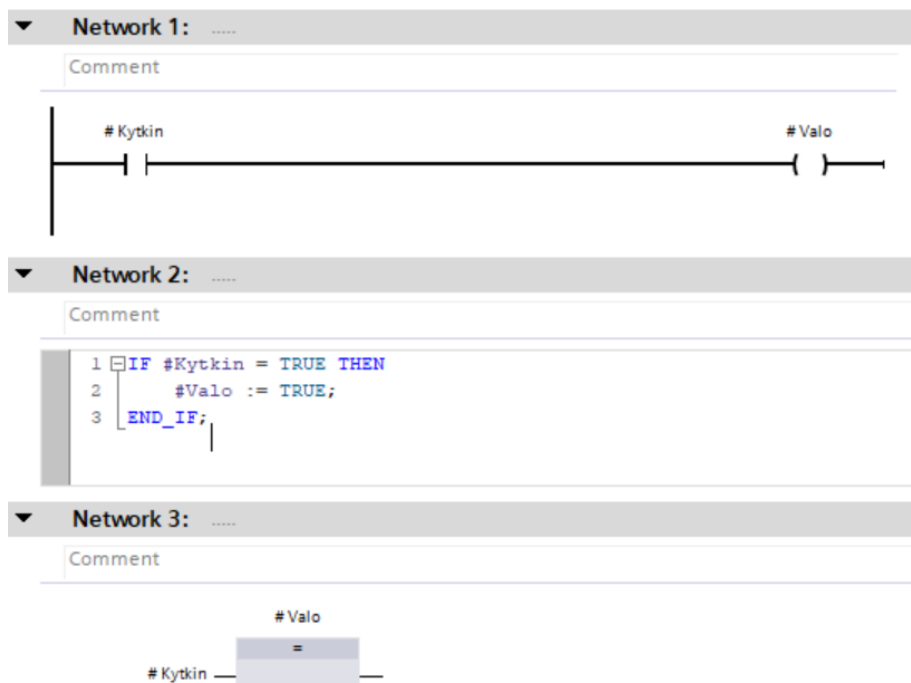 Network 1: .....
Comment
#Kytkin #Valo
Network 2: .....
Comment
1 IF #Kytkin = TRUE THEN
2 #Valo := TRUE;
3 END_IF;
Network 3: .....
Comment
#Valo
=
#Kytkin